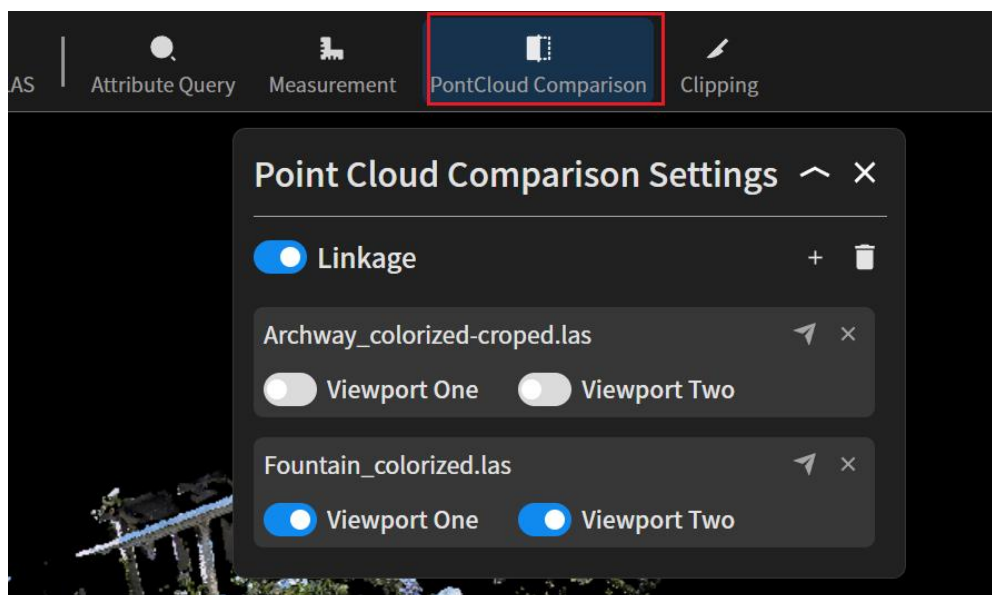 AS
Attribute Query
Measurement
PontCloud Comparison
Clipping
Point Cloud Comparison Settings
Linkage
Archway_colorized-croped.las
Viewport One
Viewport Two
Fountain_colorized.las
Viewport One
Viewport Two